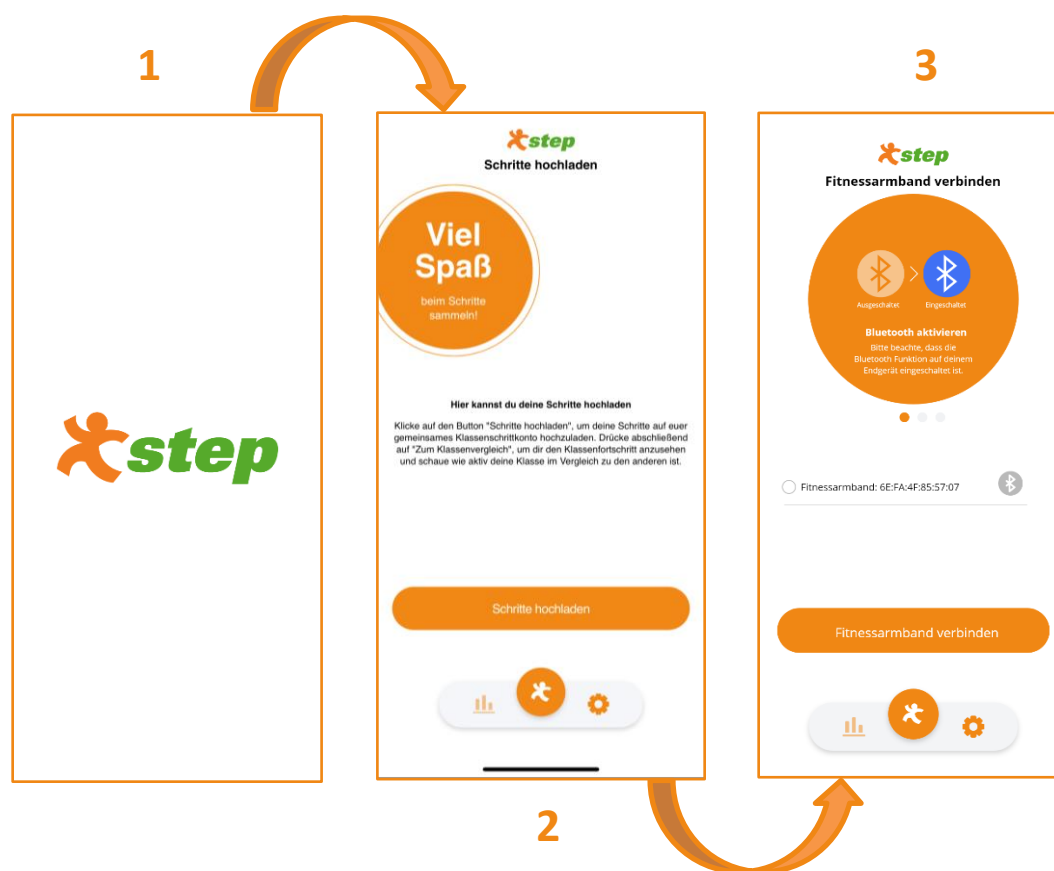 1
step
step
Schritte hochladen
Viel
Spaß
beim Schritte
sammeln!
Hier kannst du deine Schritte hochladen
Klicke auf den Button "Schritte hochladen", um deine Schritte auf euer
gemeinsames Klassenschrittkonto hochzuladen. Drücke abschließend
auf "Zum Klassenvergleich", um dir den Klassenfortschritt anzusehen
und schaue wie aktiv deine Klasse im Vergleich zu den anderen ist.
Schritte hochladen
2
3
step
Fitnessarmband verbinden
Ausgeschaltet
Eingeschaltet
Bluetooth aktivieren
Bitte beachte, dass die
Bluetooth Funktion auf deinem
Endgerät eingeschaltet ist.
Fitnessarmband: 6E:FA:4F:85:57:07
Fitnessarmband verbinden